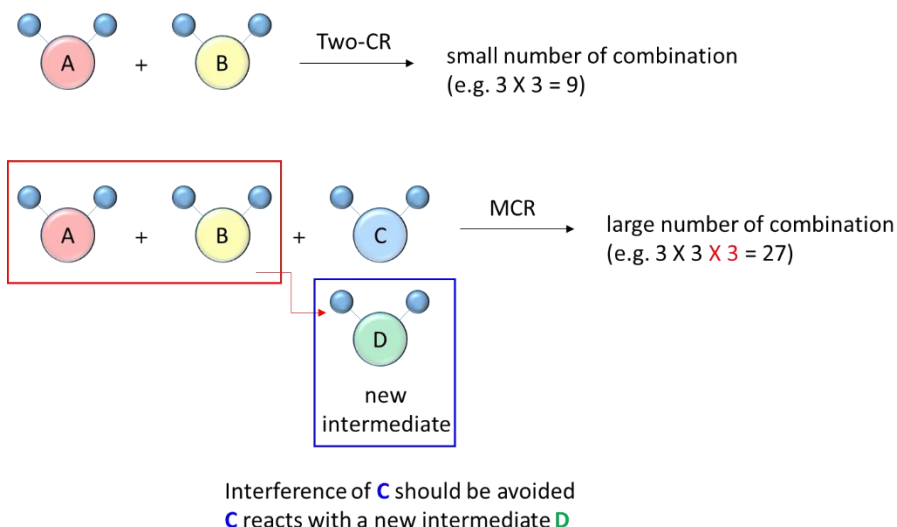 A + B Two-CR small number of combination
(e.g. 3 X 3 = 9)
A + B + C MCR large number of combination
(e.g. 3 X 3 X 3 = 27)
D
new
intermediate
Interference of C should be avoided
C reacts with a new intermediate D